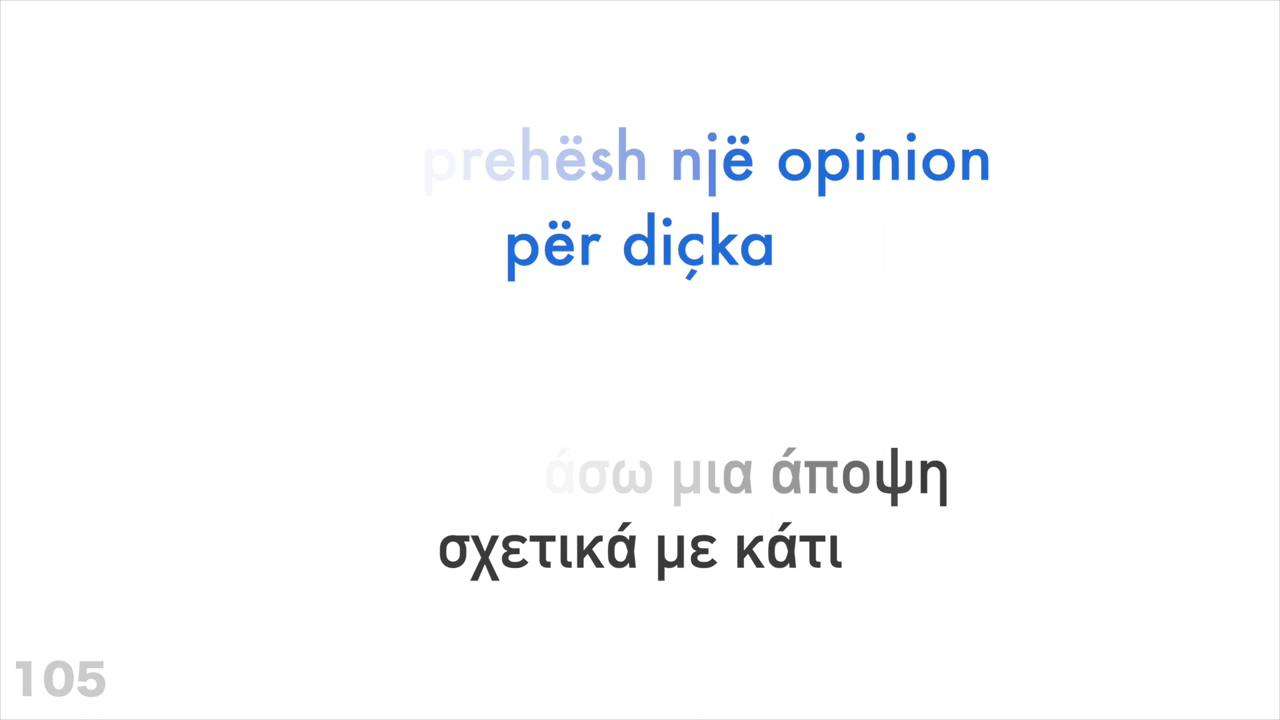 prehësh një opinion
për diçka
άσω μια άποψη
σχετικά με κάτι
105